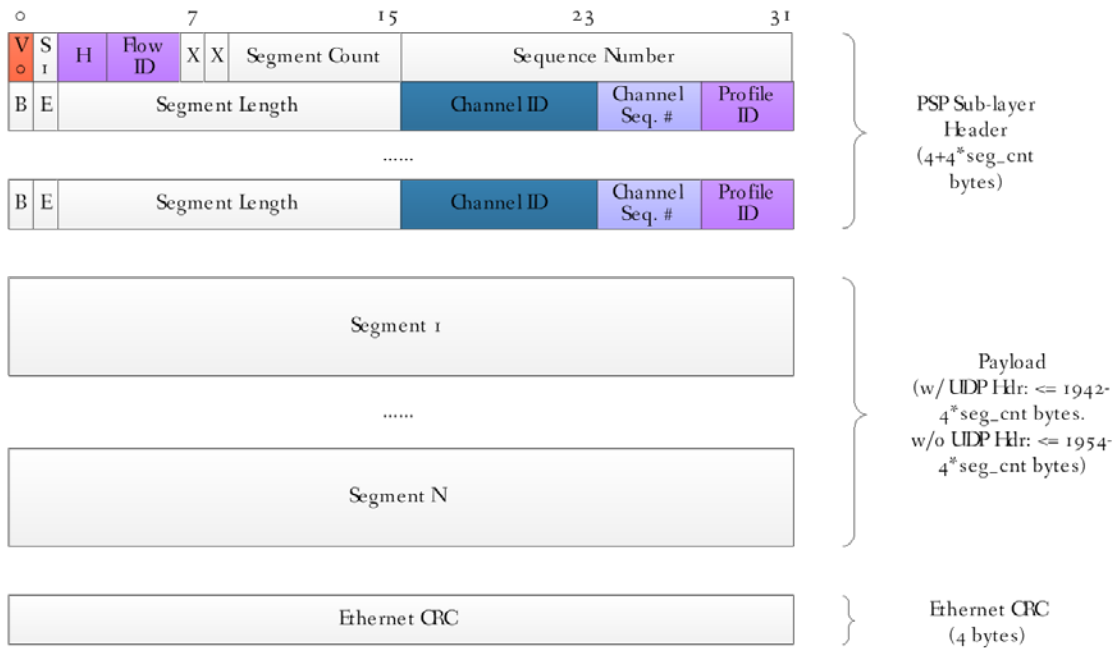 0 7 15 23 31
V 0 S 1 H Flow ID X X Segment Count Sequence Number
B E Segment Length Channel ID Channel Seq. # Profile ID
......
B E Segment Length Channel ID Channel Seq. # Profile ID
PSP Sub-layer
Header
(4+4*seg_cnt
bytes)
Segment 1
......
Segment N
Payload
(w/ UDP Hdr: <= 1942-
4*seg_cnt bytes.
w/o UDP Hdr: <= 1954-
4*seg_cnt bytes)
Ethernet CRC
Ethernet CRC
(4 bytes)